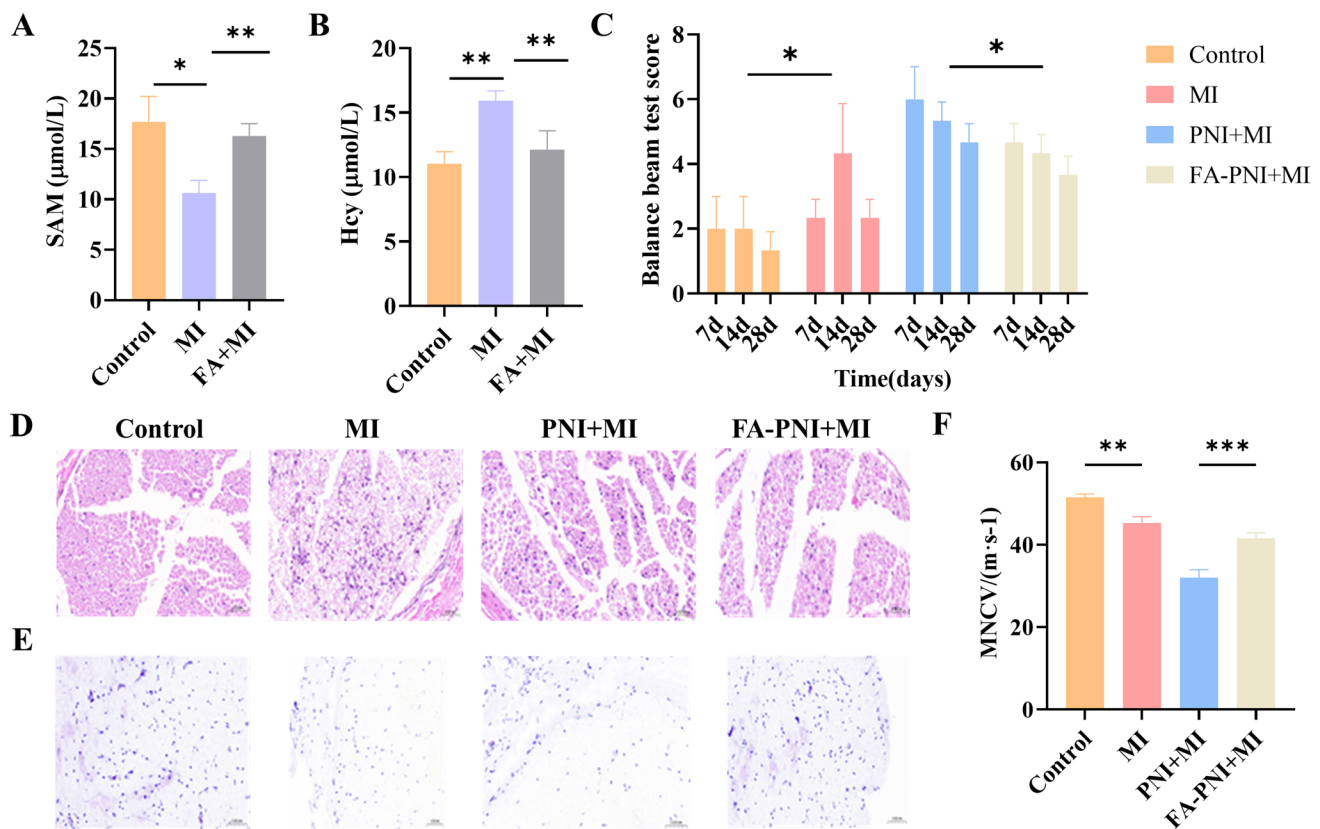 A
SAM (μmol/L)
25
20
15
10
5
0
*
**
Control
MI
FA+MI
B
Hcy (μmol/L)
20
15
10
5
0
**
**
Control
MI
FA+MI
C
Balance beam test score
8
6
4
2
0
*
*
7d
14d
28d
7d
14d
28d
7d
14d
28d
7d
14d
28d
Time(days)
Control
MI
PNI+MI
FA-PNI+MI
D
Control
MI
PNI+MI
FA-PNI+MI
E
F
MNCV/(m·s-1)
60
40
20
0
**
***
Control
MI
PNI+MI
FA-PNI+MI